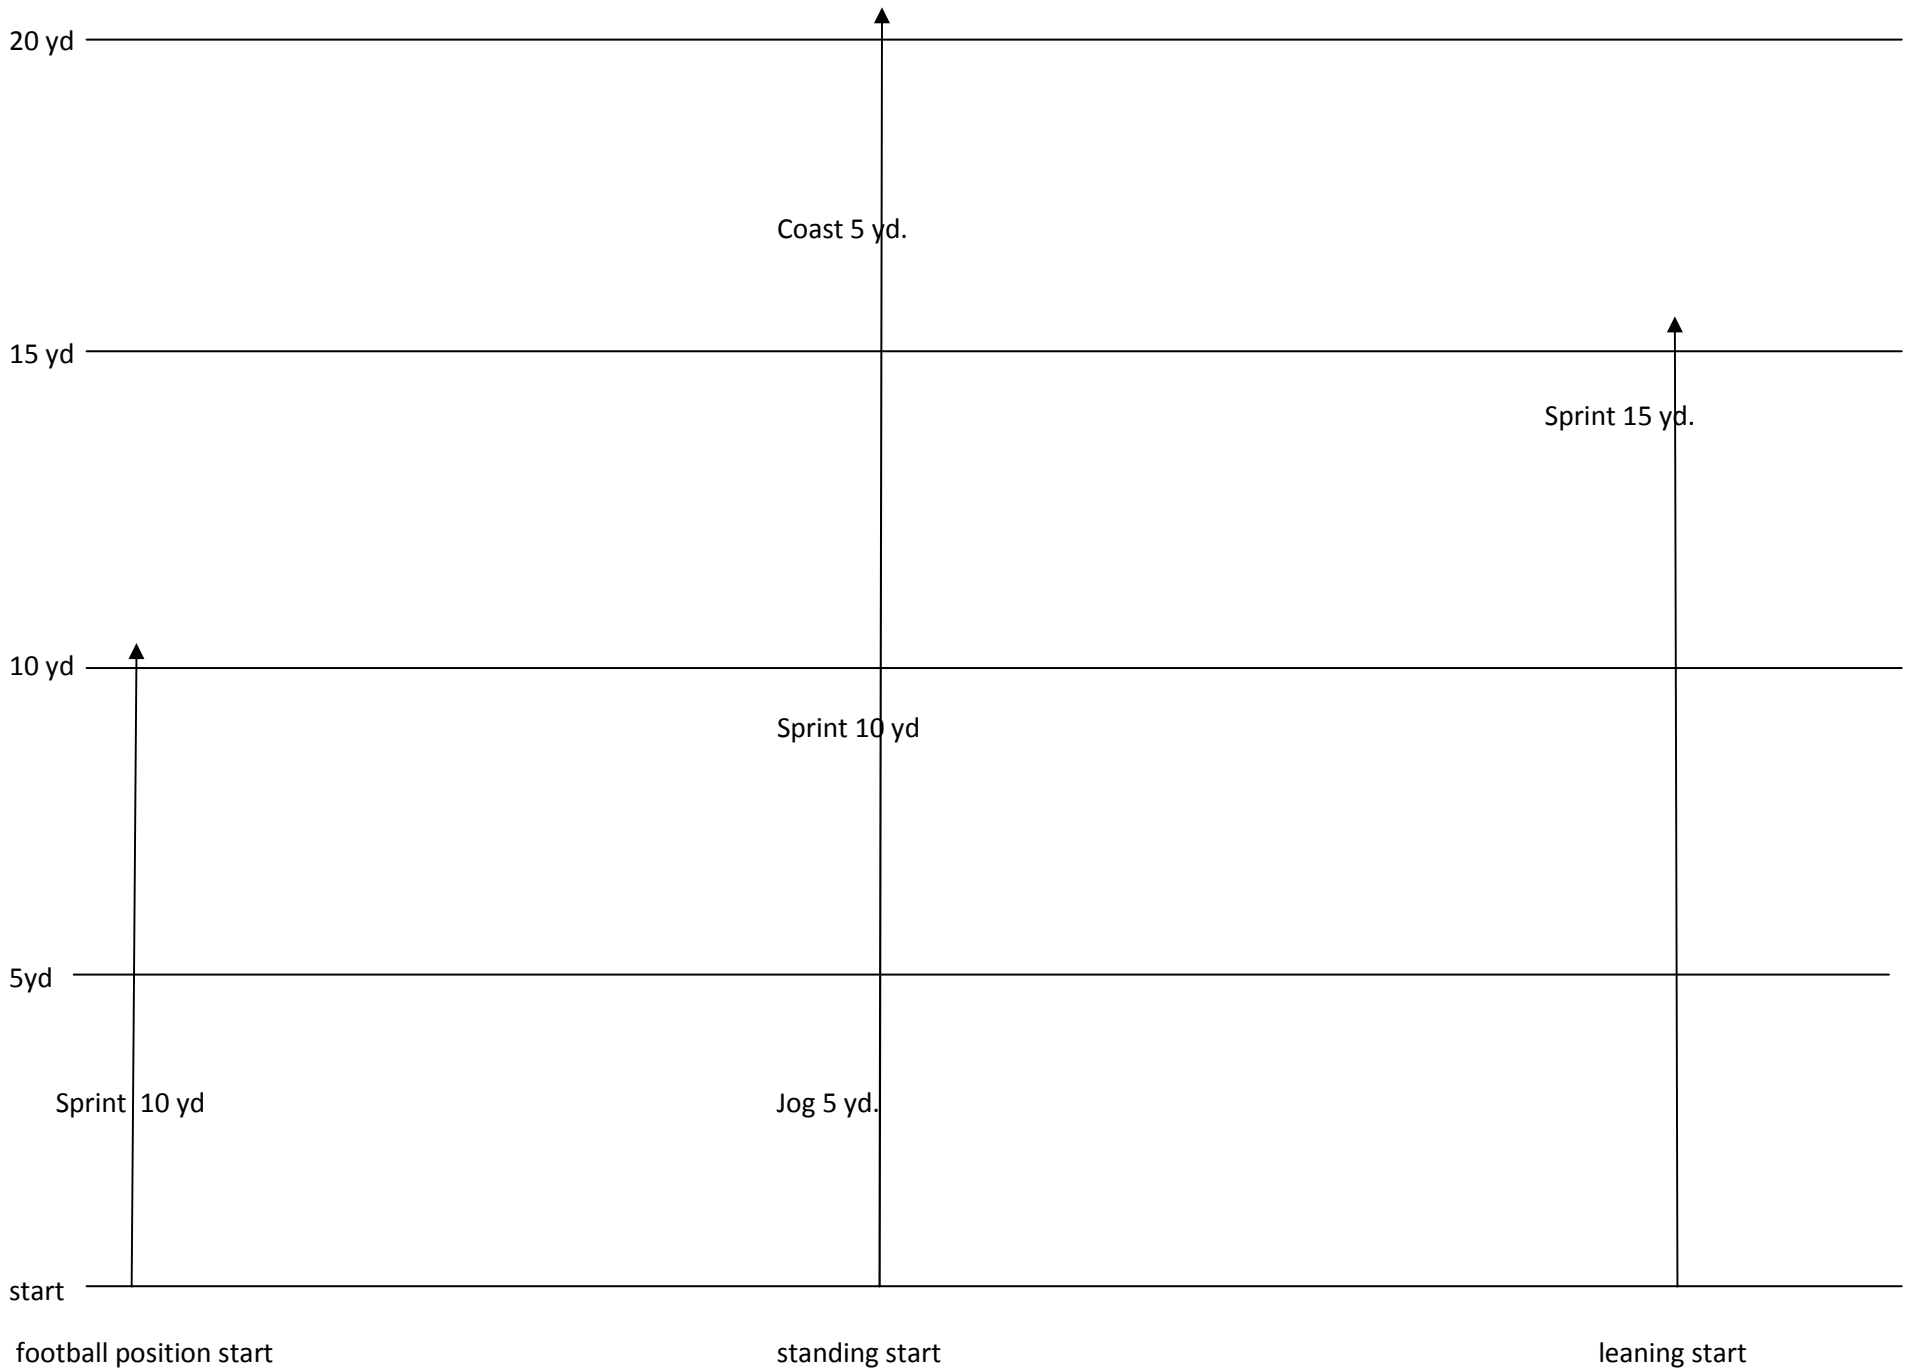 20 yd
Coast 5 yd.
15 yd
Sprint 15 yd.
10 yd
Sprint 10 yd
5yd
Sprint  10 yd
Jog 5 yd.
start
football position start
standing start
leaning start